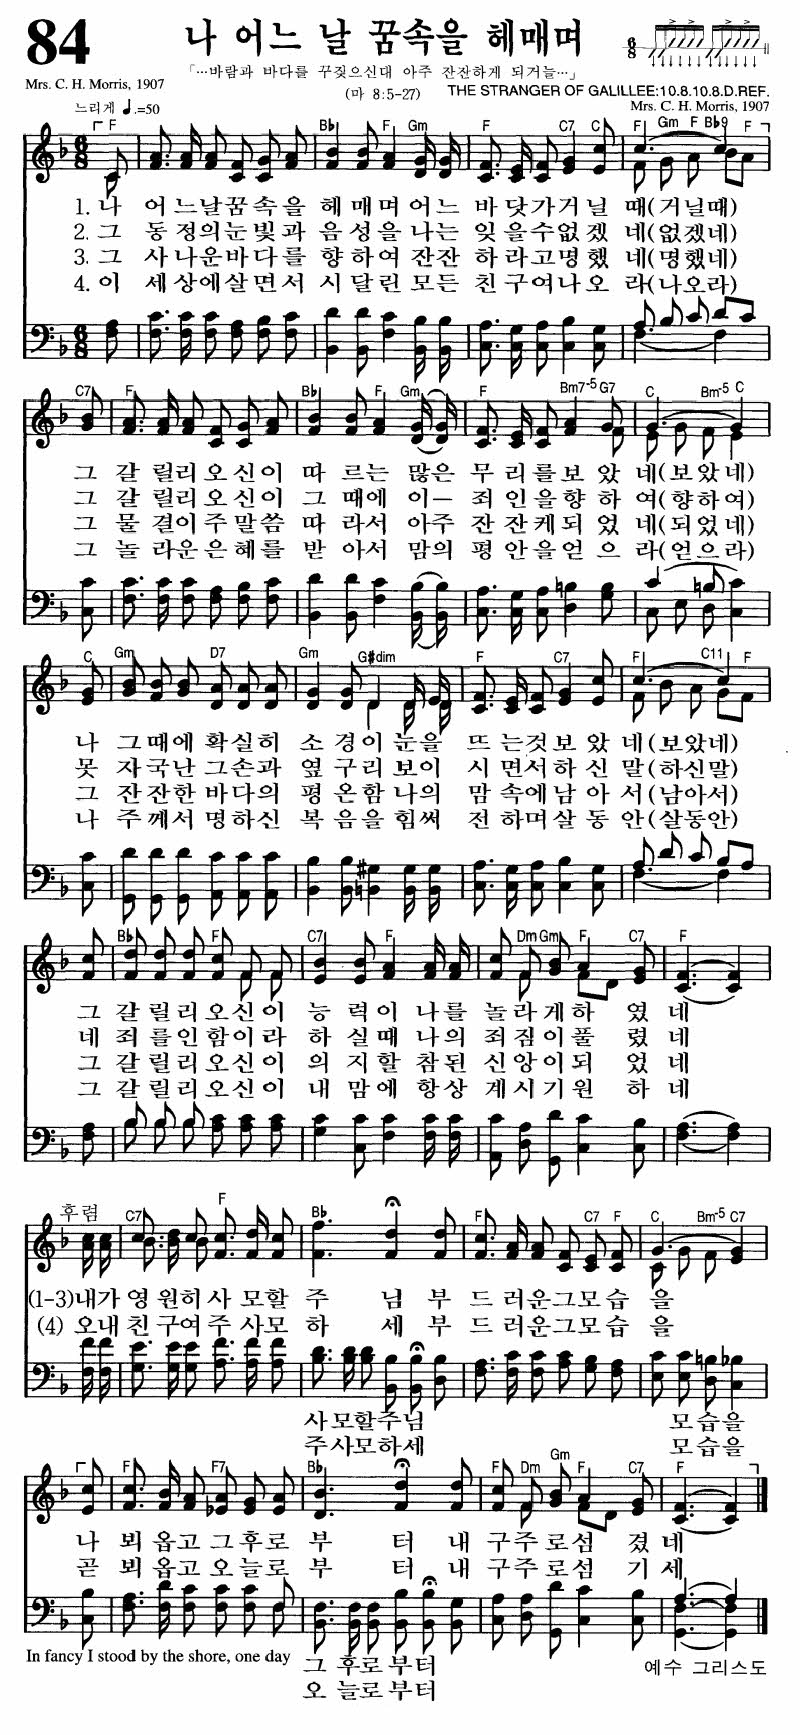 84
나 어느 날 꿈속을 헤매며
「…바람과 바다를 꾸짖으신대 아주 잔잔하게 되거늘…」
Mrs. C. H. Morris, 1907
(마 8:5-27)
THE STRANGER OF GALILLEE:10.8.10.8.D.REF.
Mrs. C. H. Morris, 1907
느리게 ♩.=50
F B♭ F Gm F C7 C F Gm F B♭9 F
1. 나 어느날꿈속을 헤매며어느 바닷가거닐 때(거닐때)
2. 그 동정의눈빛과 음성을나는 잊을수없겠 네(없겠네)
3. 그 사나운바다를 향하여잔잔 하라고명했 네(명했네)
4. 이 세상에살면서 시달린모든 친구여나오 라(나오라)
C7 F B♭ F Gm F Bm7-5 G7 C Bm-5 C
그 갈릴리오신이 따르는많은 무리를보았 네(보았네)
그 갈릴리오신이 그때에이− 죄인을향하 여(향하여)
그 물결이주말씀 따라서아주 잔잔케되었 네(되었네)
그 놀라운은혜를 받아서맘의 평안을얻으 라(얻으라)
C Gm D7 Gm G#dim F C7 F C11 F
나 그때에확실히 소경이눈을 뜨는것보았 네(보았네)
못 자국난그손과 옆구리보이 시면서하신 말(하신말)
그 잔잔한바다의 평온함나의 맘속에남아 서(남아서)
나 주께서명하신 복음을힘써 전하며살동 안(살동안)
B♭ F C7 F Dm Gm F C7 F
그 갈릴리오신이 능력이나를 놀라게하 였네
네 죄를인함이라 하실때나의 죄짐이풀 렸네
그 갈릴리오신이 의지할참된 신앙이되 었네
그 갈릴리오신이 내맘에항상 계시기원 하네
후렴
C7 F B♭ F C7 F C Bm-5 C7
(1-3)내가 영원히사모할 주 님 부드러운그모습 을
(4) 오내 친구여주사모 하 세 부드러운그모습 을
사모할주님 모습을
주사모하세 모습을
F F7 B♭ F Dm Gm F C7 F
나 뵈옵고그후로 부 터 내 구주로섬 겼네
곧 뵈옵고오늘로 부 터 내 구주로섬 기세
In fancy I stood by the shore, one day
그 후로부터
오 늘로부터
예수 그리스도